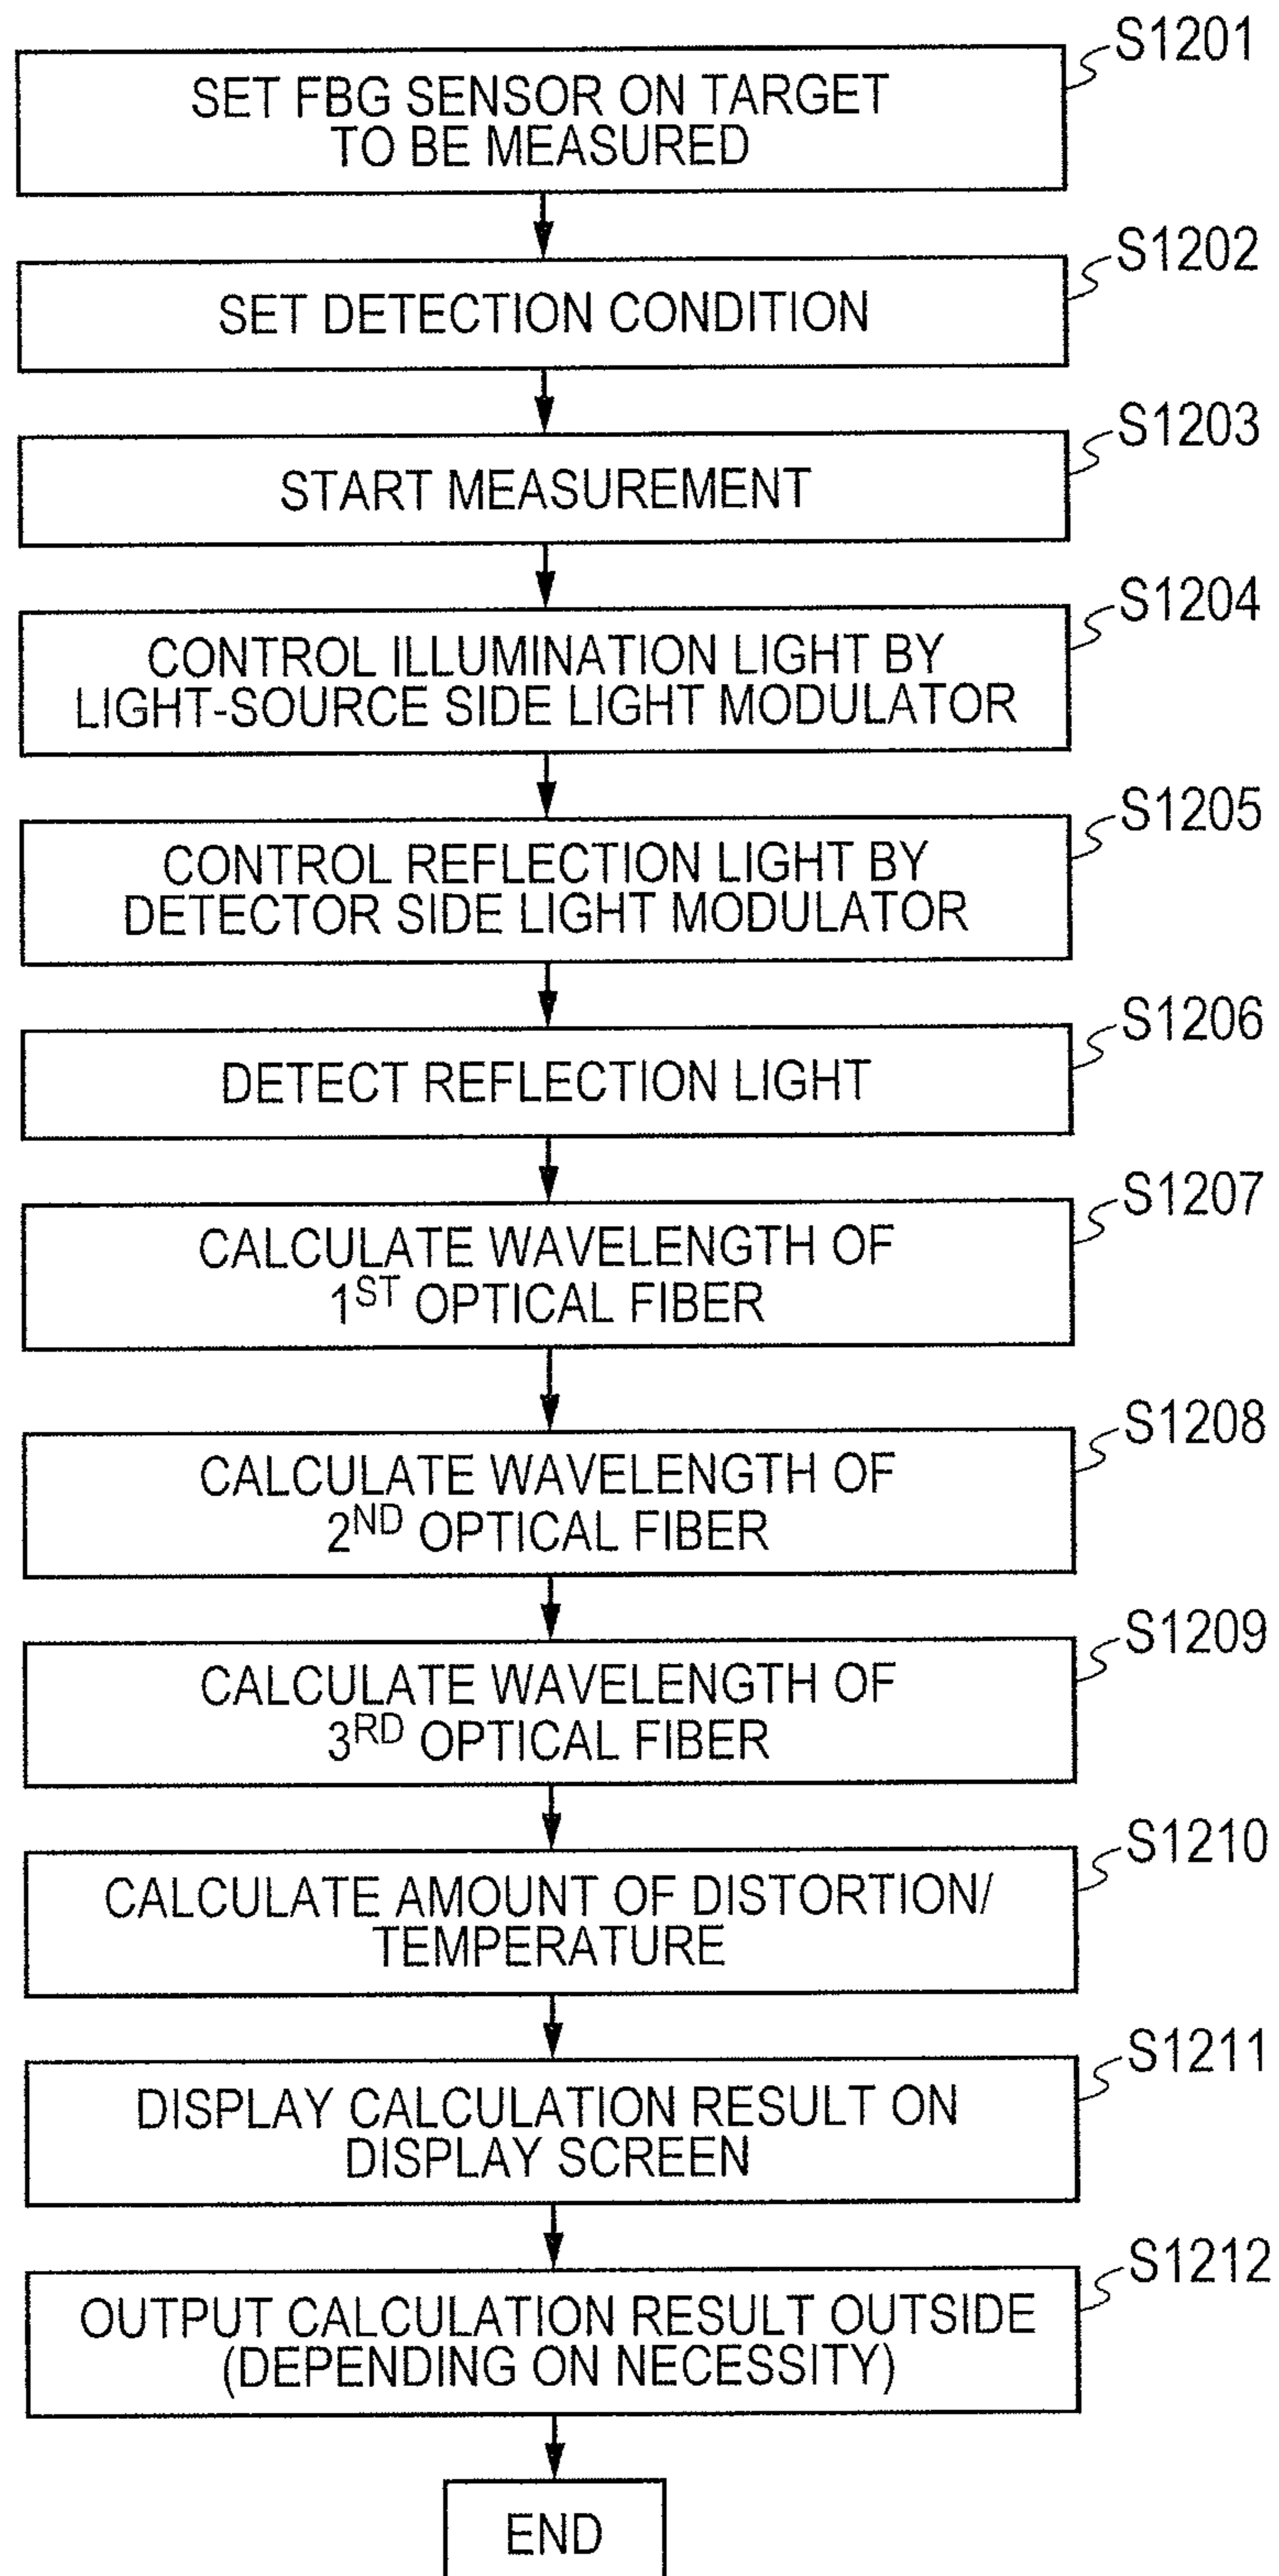 S1201
SET FBG SENSOR ON TARGET
TO BE MEASURED
S1202
SET DETECTION CONDITION
S1203
START MEASUREMENT
S1204
CONTROL ILLUMINATION LIGHT BY
LIGHT-SOURCE SIDE LIGHT MODULATOR
S1205
CONTROL REFLECTION LIGHT BY
DETECTOR SIDE LIGHT MODULATOR
S1206
DETECT REFLECTION LIGHT
S1207
CALCULATE WAVELENGTH OF
1ST OPTICAL FIBER
S1208
CALCULATE WAVELENGTH OF
2ND OPTICAL FIBER
S1209
CALCULATE WAVELENGTH OF
3RD OPTICAL FIBER
S1210
CALCULATE AMOUNT OF DISTORTION/
TEMPERATURE
S1211
DISPLAY CALCULATION RESULT ON
DISPLAY SCREEN
S1212
OUTPUT CALCULATION RESULT OUTSIDE
(DEPENDING ON NECESSITY)
END